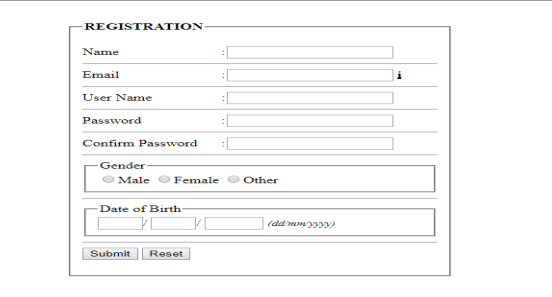 REGISTRATION
Name :
Email : i
User Name :
Password :
Confirm Password :
Gender
Male Female Other
Date of Birth
/ / (dd/mm/yyyy)
Submit Reset